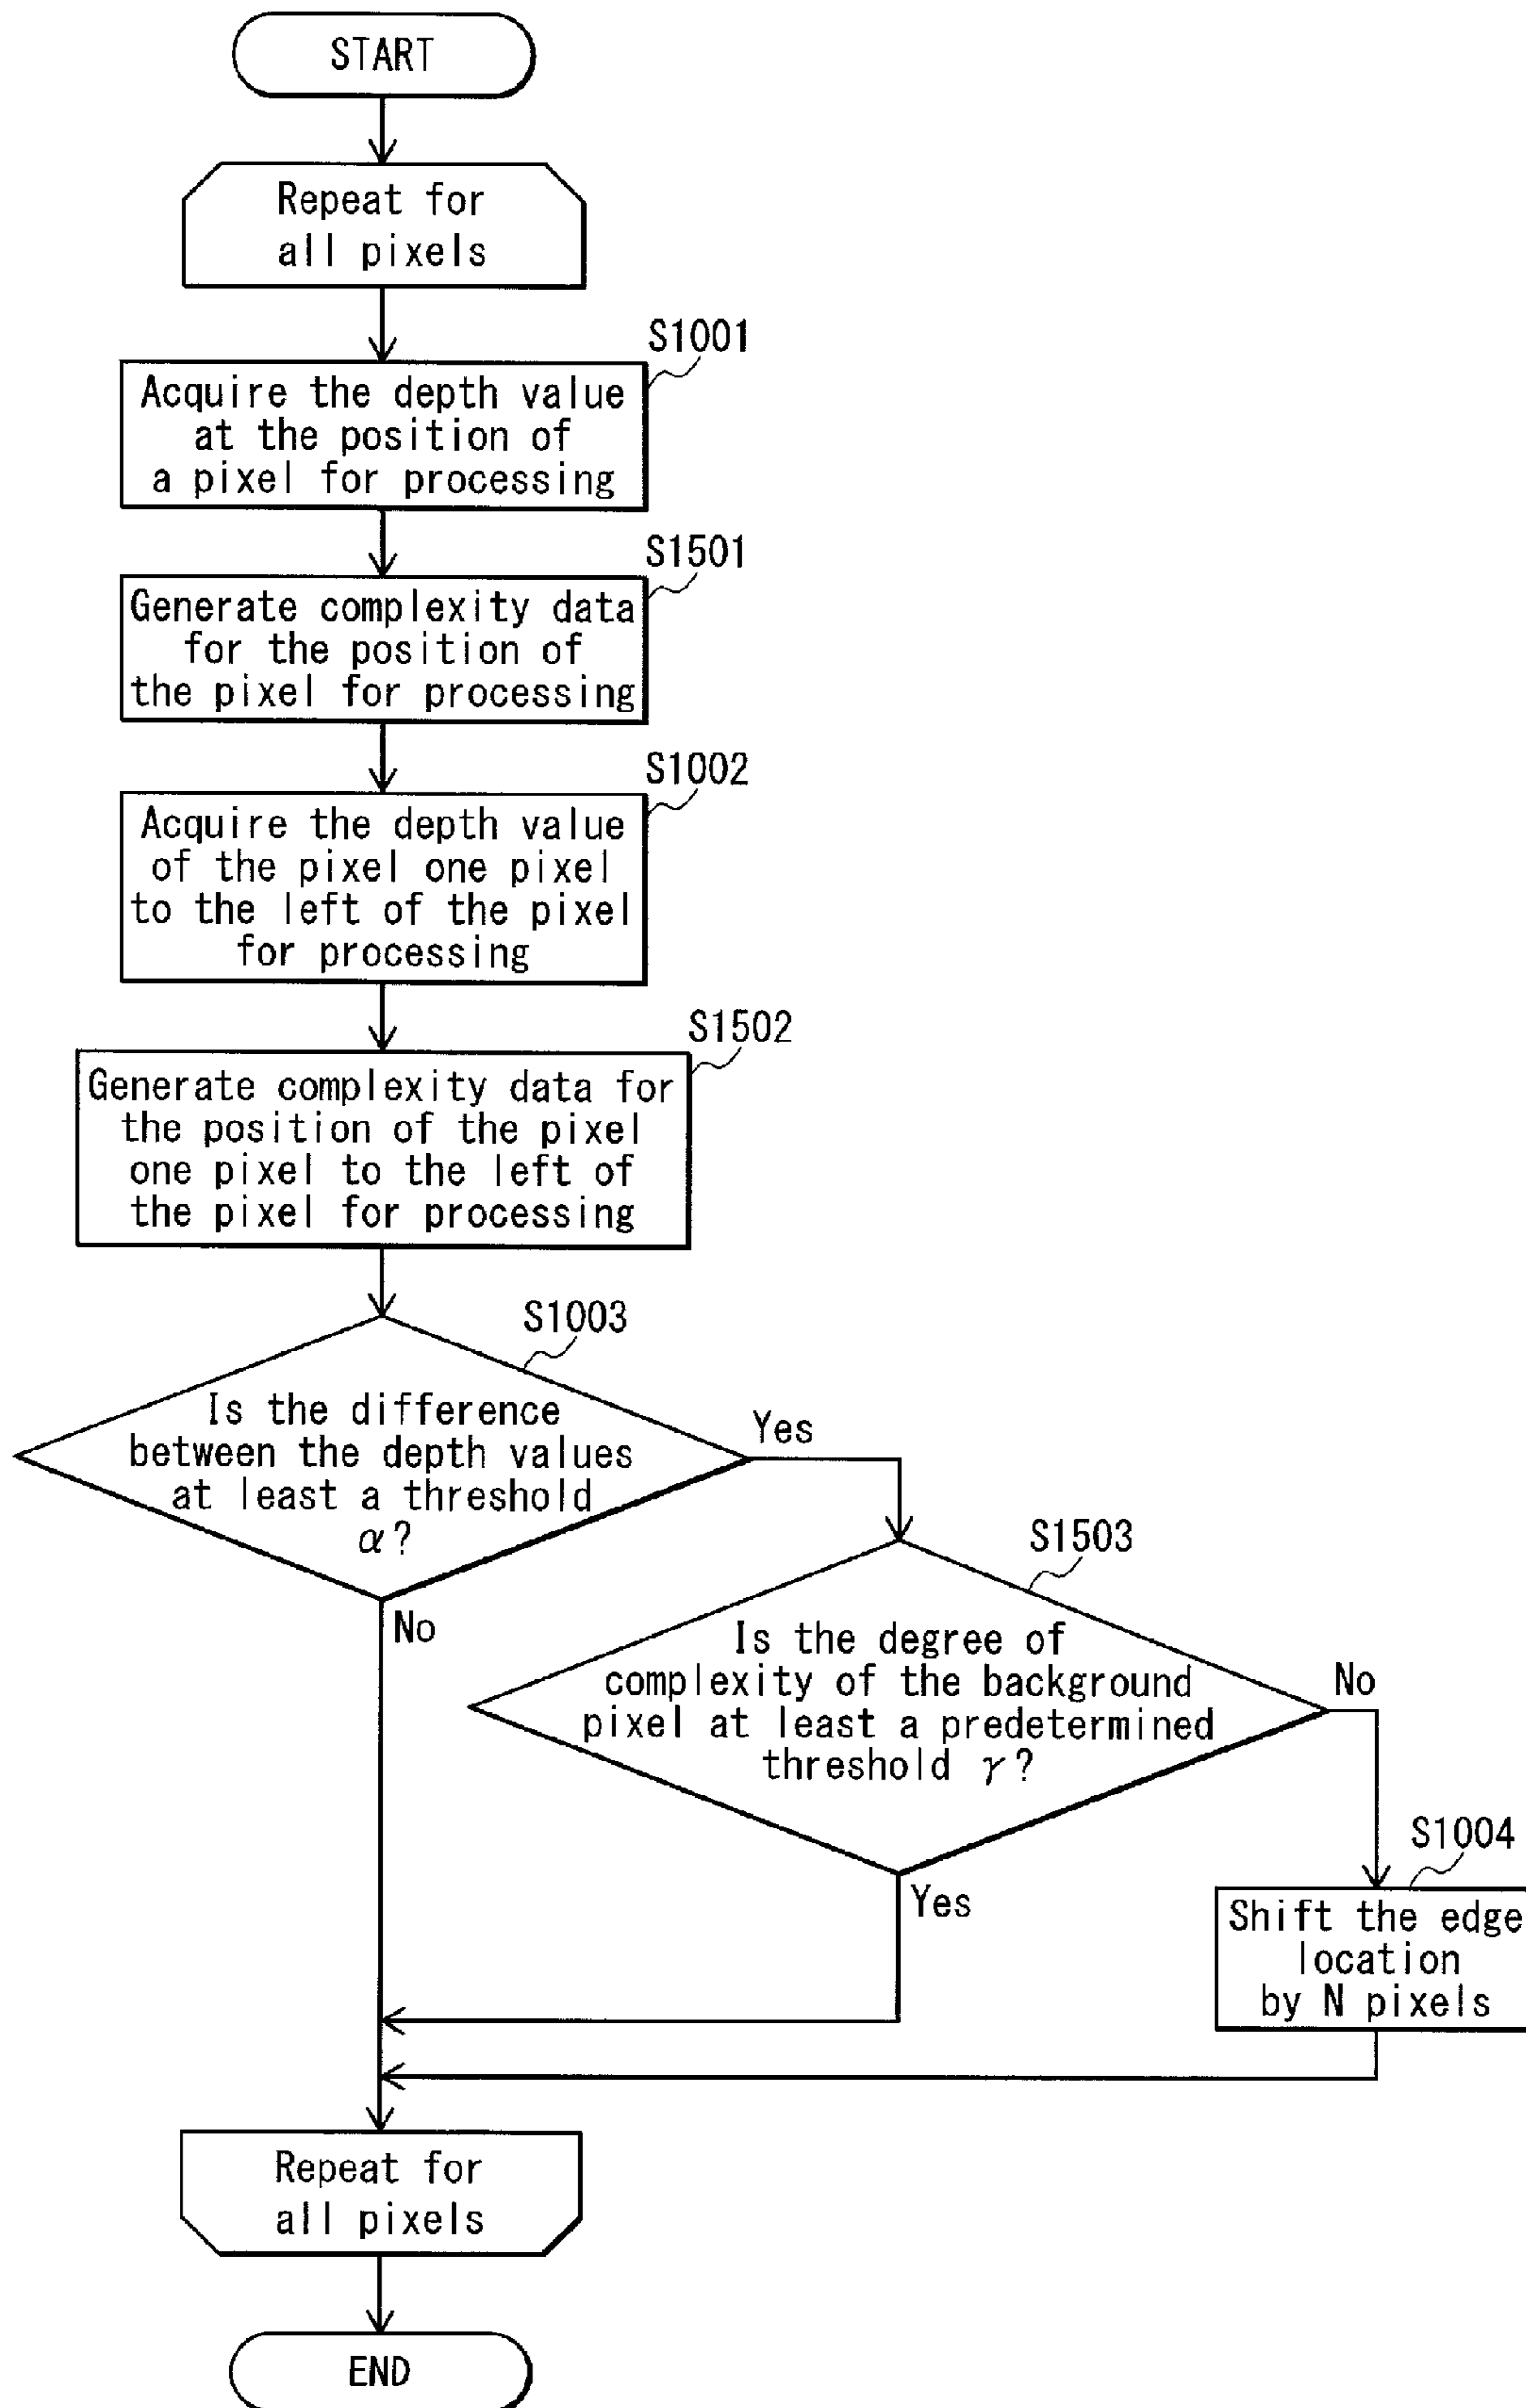 START
Repeat for
all pixels
S1001
Acquire the depth value
at the position of
a pixel for processing
S1501
Generate complexity data
for the position of
the pixel for processing
S1002
Acquire the depth value
of the pixel one pixel
to the left of the pixel
for processing
S1502
Generate complexity data for
the position of the pixel
one pixel to the left of
the pixel for processing
S1003
Is the difference
between the depth values
at least a threshold
α?
Yes
No
S1503
Is the degree of
complexity of the background
pixel at least a predetermined
threshold γ?
No
Yes
S1004
Shift the edge
location
by N pixels
Repeat for
all pixels
END